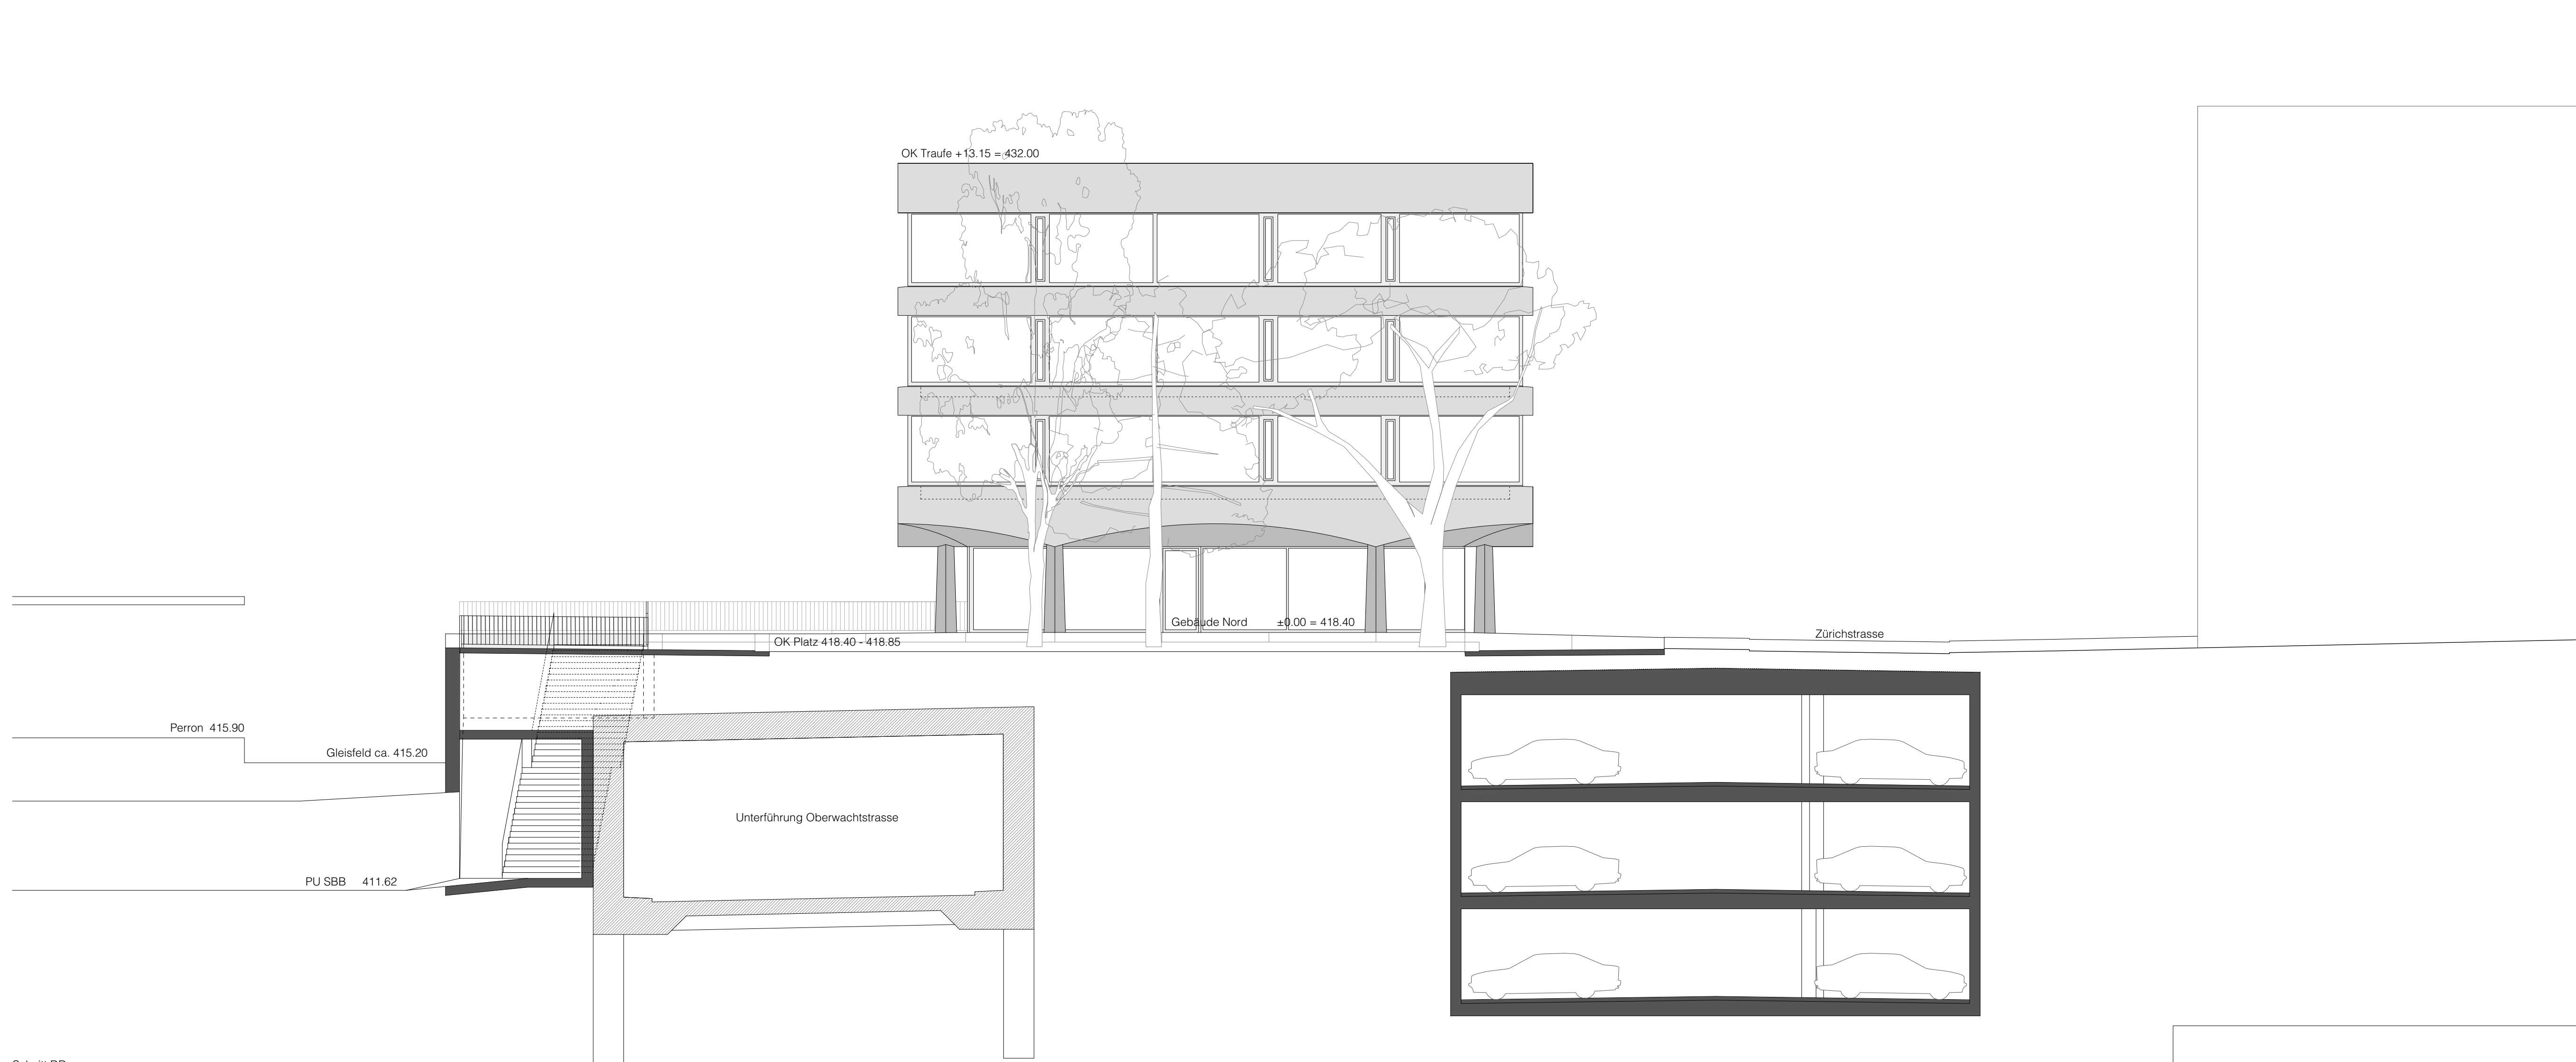 OK Traufe +13.15 = 432.00
Gebäude Nord ±0.00 = 418.40
Zürichstrasse
OK Platz 418.40 - 418.85
Perron 415.90
Gleisfeld ca. 415.20
Unterführung Oberwachtstrasse
PU SBB 411.62